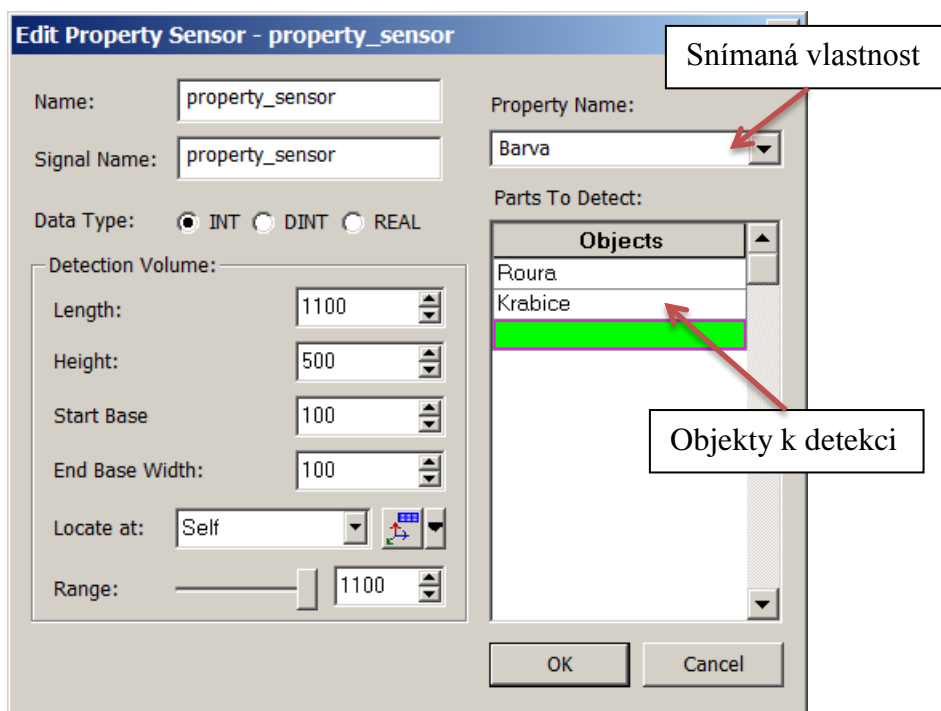 Edit Property Sensor - property_sensor
Snímaná vlastnost
Name:
property_sensor
Signal Name:
property_sensor
Data Type:
INT
DINT
REAL
Detection Volume:
Length:
1100
Height:
500
Start Base
100
End Base Width:
100
Locate at:
Self
Range:
1100
Property Name:
Barva
Parts To Detect:
Objects
Roura
Krabice
Objekty k detekci
OK
Cancel